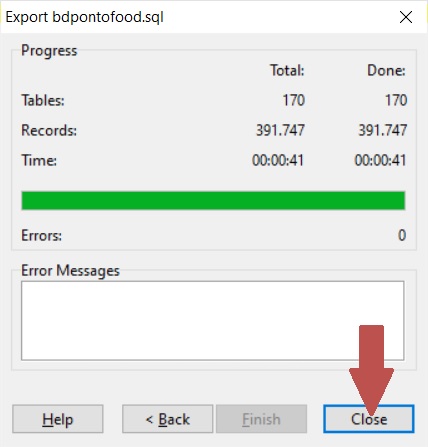 Export bdpontofood.sql
Progress
Total: Done:
Tables: 170 170
Records: 391.747 391.747
Time: 00:00:41 00:00:41
Errors: 0
Error Messages
Help < Back Finish Close